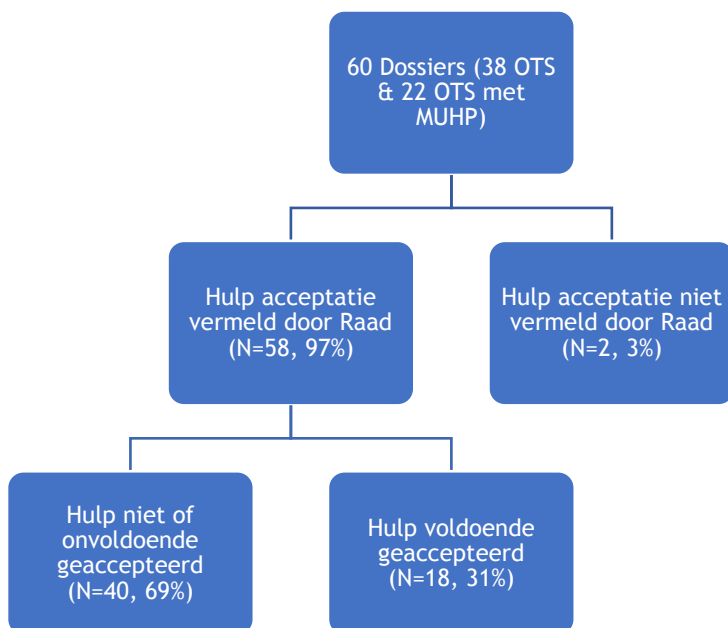 60 Dossiers (38 OTS
& 22 OTS met
MUHP)
Hulp acceptatie
vermeld door Raad
(N=58, 97%)
Hulp acceptatie niet
vermeld door Raad
(N=2, 3%)
Hulp niet of
onvoldoende
geaccepteerd
(N=40, 69%)
Hulp voldoende
geaccepteerd
(N=18, 31%)